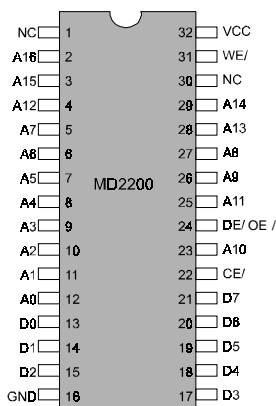 NC 1 32 VCC
A16 2 31 WE/
A15 3 30 NC
A12 4 29 A14
A7 5 28 A13
A6 6 27 A8
A5 7 26 A9
MD2200
A4 8 25 A11
A3 9 24 DE/ OE /
A2 10 23 A10
A1 11 22 CE/
A0 12 21 D7
D0 13 20 D6
D1 14 19 D5
D2 15 18 D4
GND 16 17 D3